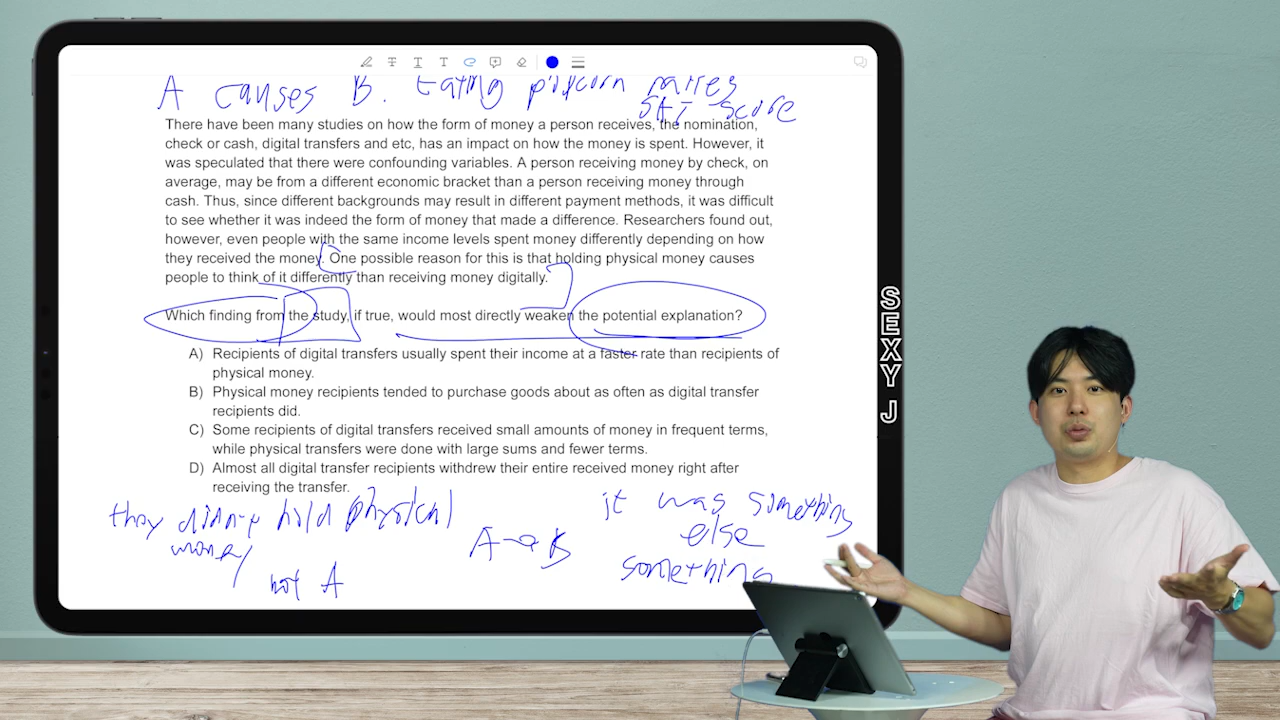 A causes B. Eating popcorn raises
SAT score
There have been many studies on how the form of money a person receives, the nomination,
check or cash, digital transfers and etc, has an impact on how the money is spent. However, it
was speculated that there were confounding variables. A person receiving money by check, on
average, may be from a different economic bracket than a person receiving money through
cash. Thus, since different backgrounds may result in different payment methods, it was difficult
to see whether it was indeed the form of money that made a difference. Researchers found out,
however, even people with the same income levels spent money differently depending on how
they received the money. One possible reason for this is that holding physical money causes
people to think of it differently than receiving money digitally.
Which finding from the study, if true, would most directly weaken the potential explanation?
A) Recipients of digital transfers usually spent their income at a faster rate than recipients of
physical money.
B) Physical money recipients tended to purchase goods about as often as digital transfer
recipients did.
C) Some recipients of digital transfers received small amounts of money in frequent terms,
while physical transfers were done with large sums and fewer terms.
D) Almost all digital transfer recipients withdrew their entire received money right after
receiving the transfer.
they didn't hold physical
money
not A
A→B
it was something
else
something
SEXY J